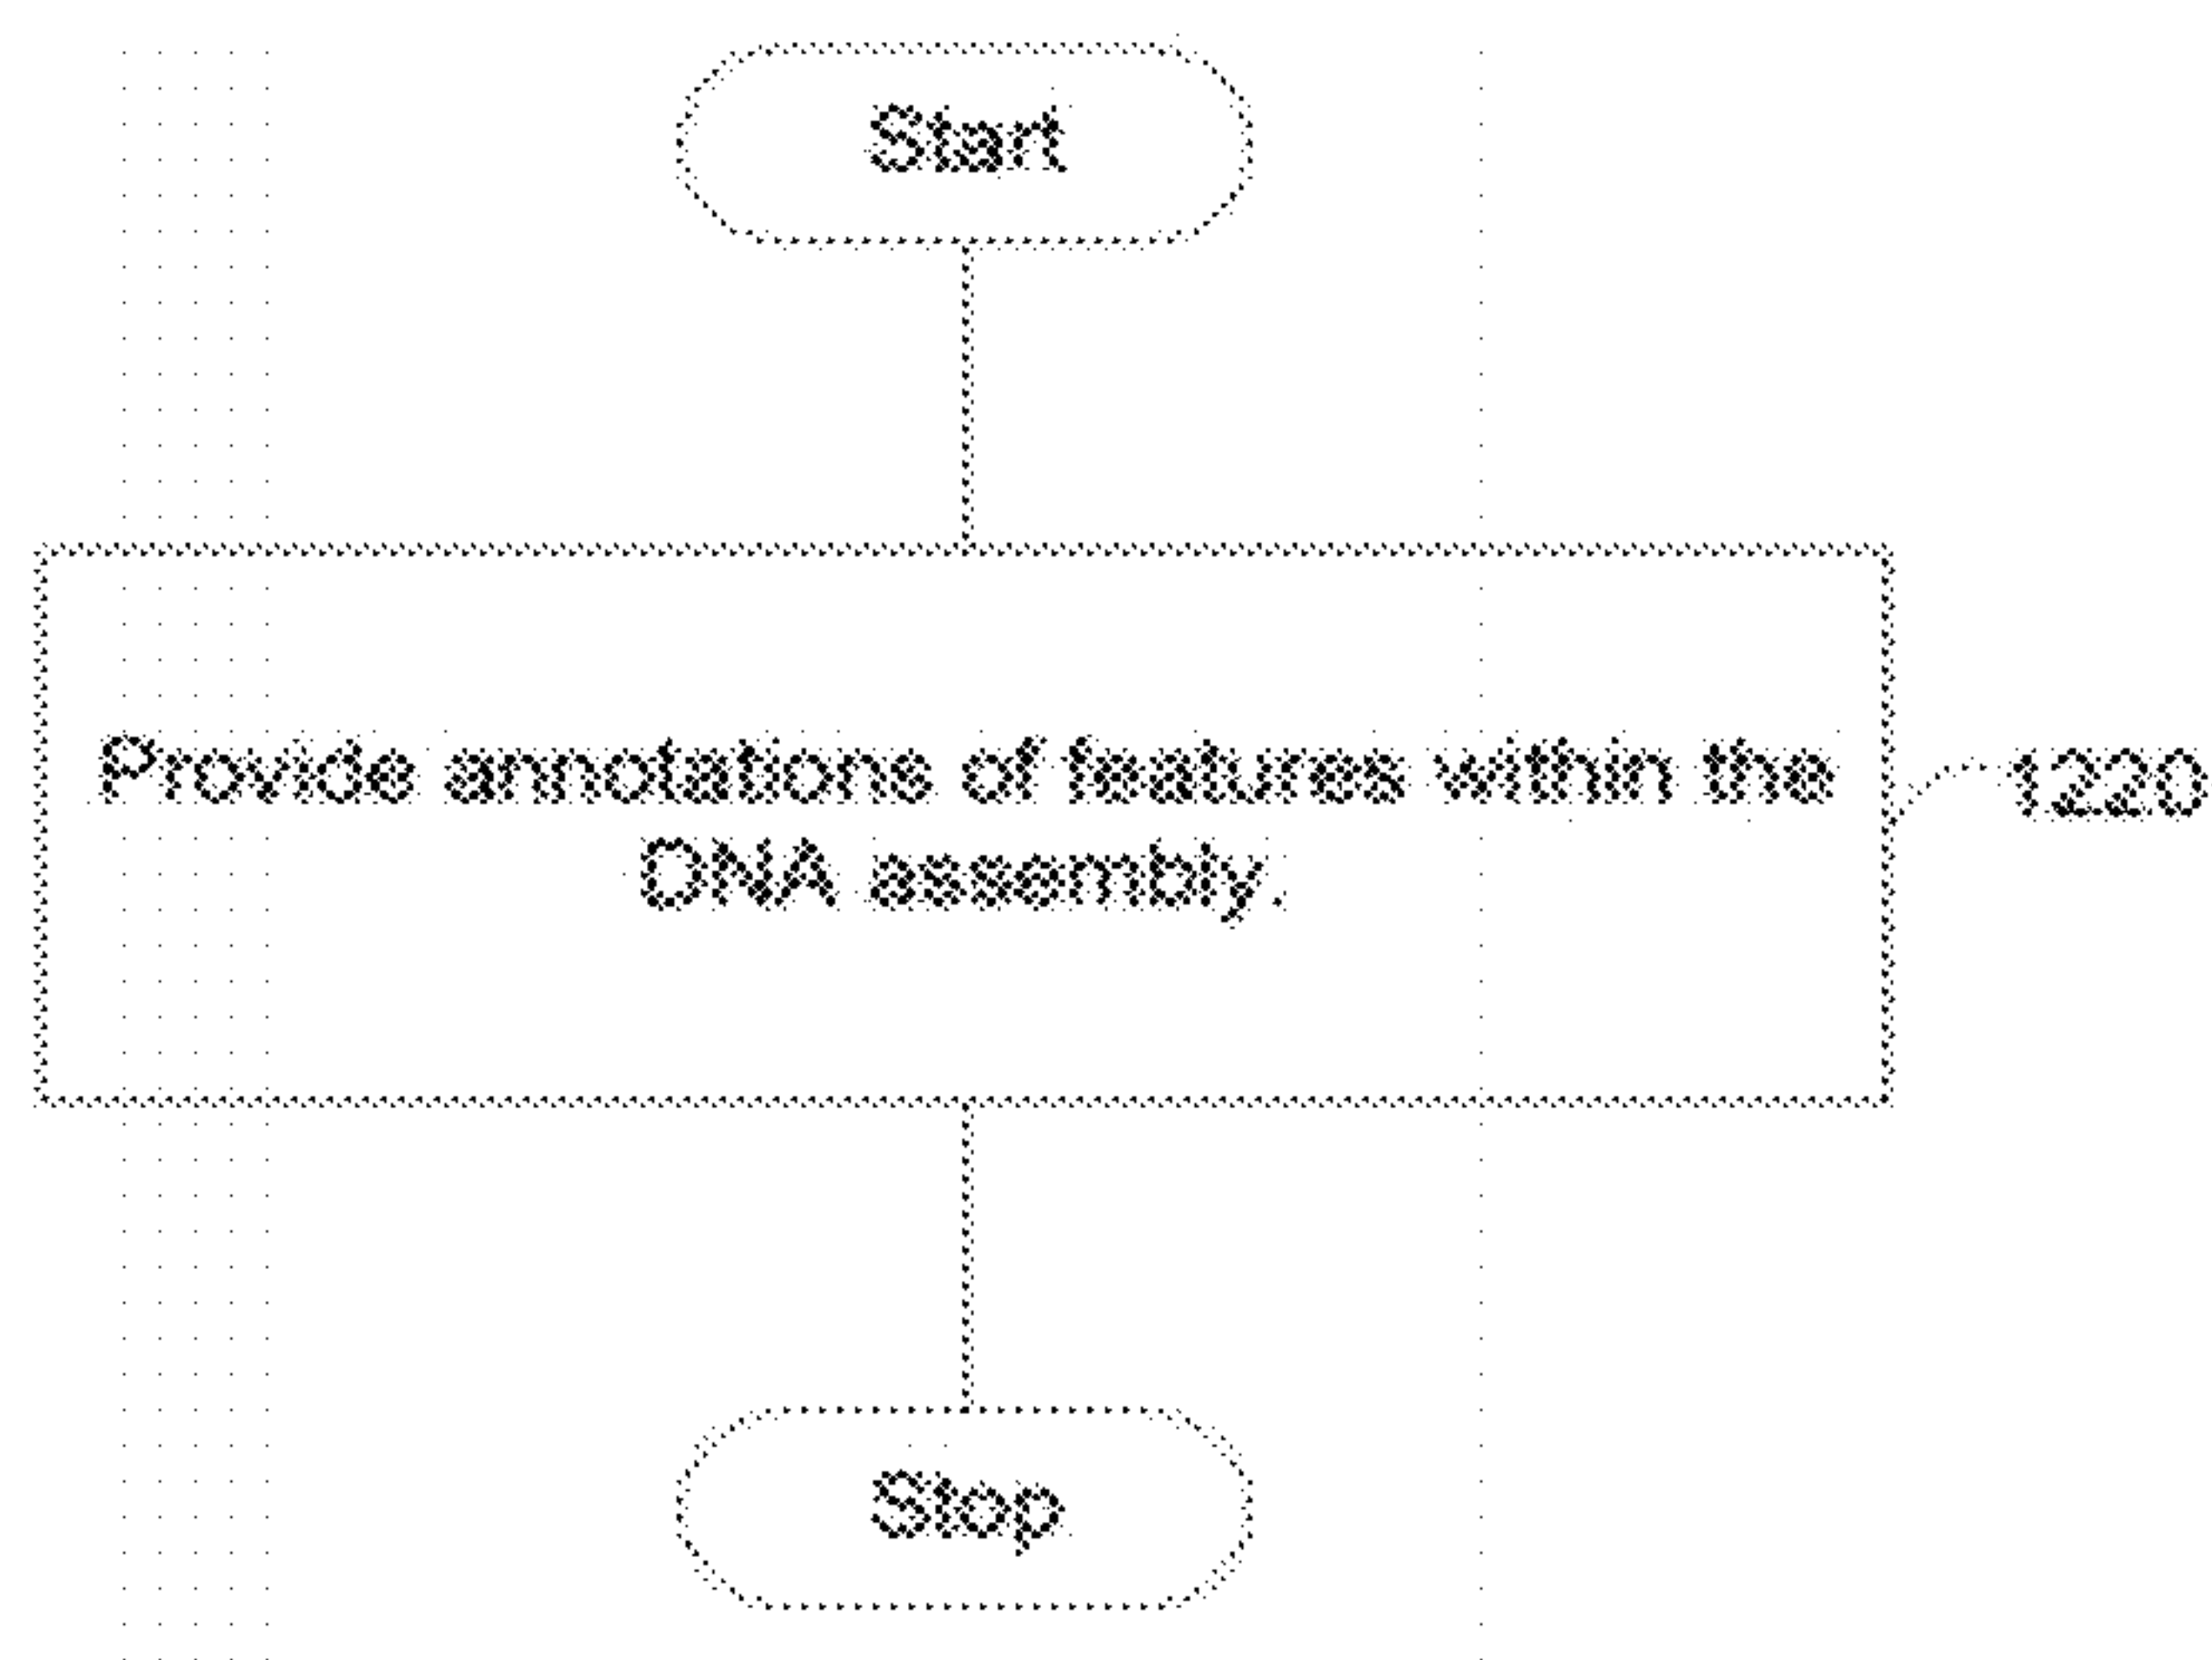 Start
Provide annotations of features within the
DNA assembly.
1220
Stop